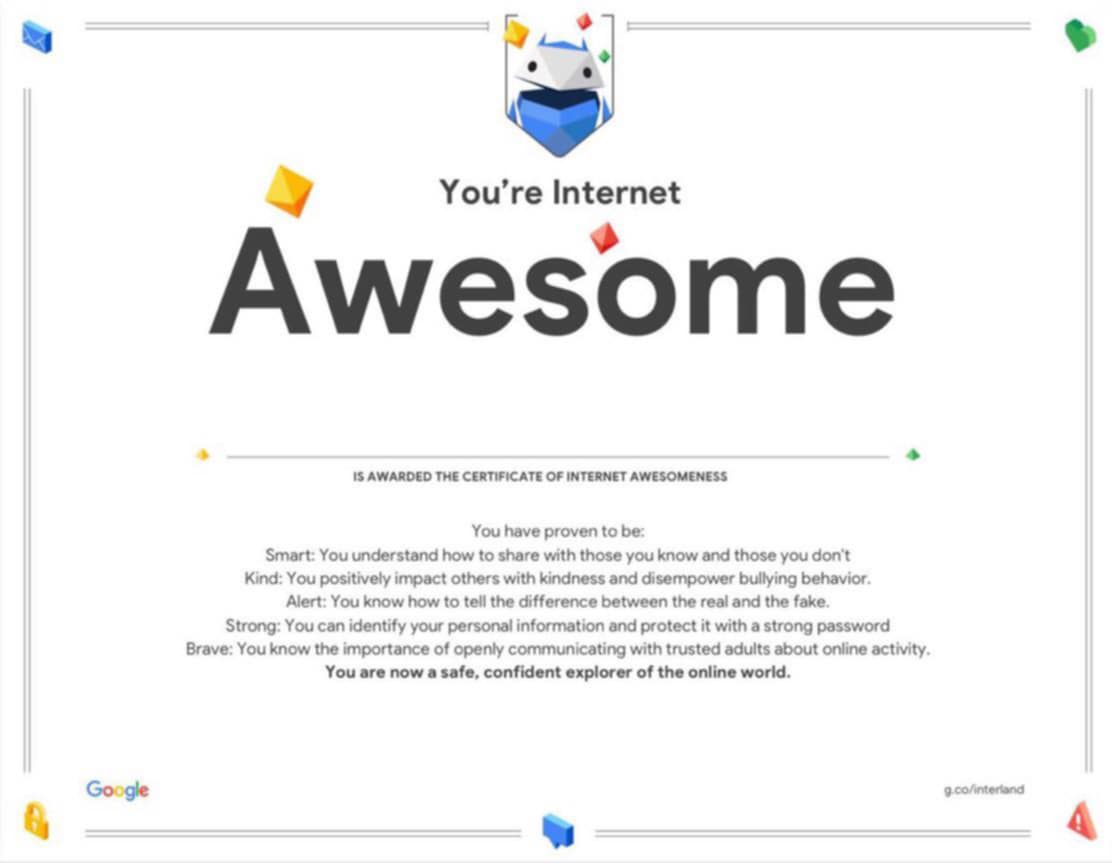 You’re Internet
Awesome
IS AWARDED THE CERTIFICATE OF INTERNET AWESOMENESS
You have proven to be:
Smart: You understand how to share with those you know and those you don't
Kind: You positively impact others with kindness and disempower bullying behavior.
Alert: You know how to tell the difference between the real and the fake.
Strong: You can identify your personal information and protect it with a strong password
Brave: You know the importance of openly communicating with trusted adults about online activity.
You are now a safe, confident explorer of the online world.
Google
g.co/interland